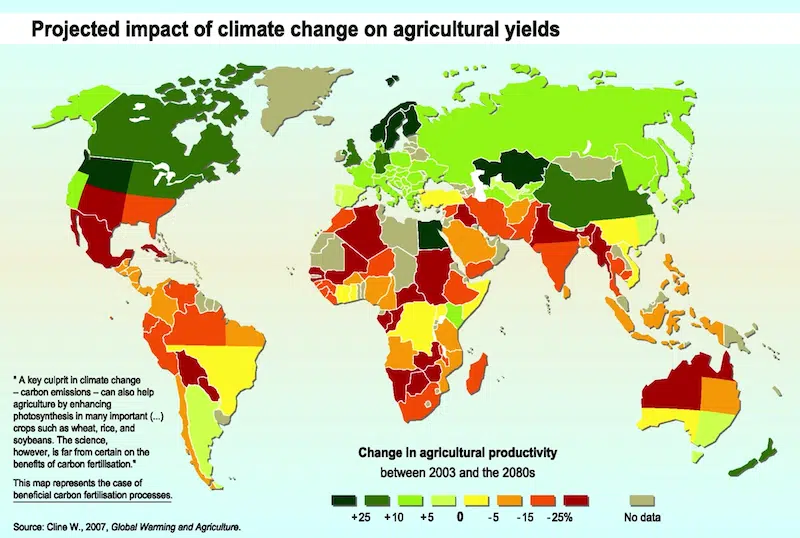 Projected impact of climate change on agricultural yields
" A key culprit in climate change
– carbon emissions – can also help
agriculture by enhancing
photosynthesis in many important (...)
crops such as wheat, rice, and
soybeans. The science,
however, is far from certain on the
benefits of carbon fertilisation."
This map represents the case of
beneficial carbon fertilisation processes.
Source: Cline W., 2007, Global Warming and Agriculture.
Change in agricultural productivity
between 2003 and the 2080s
+25 +10 +5 0 -5 -15 -25% No data